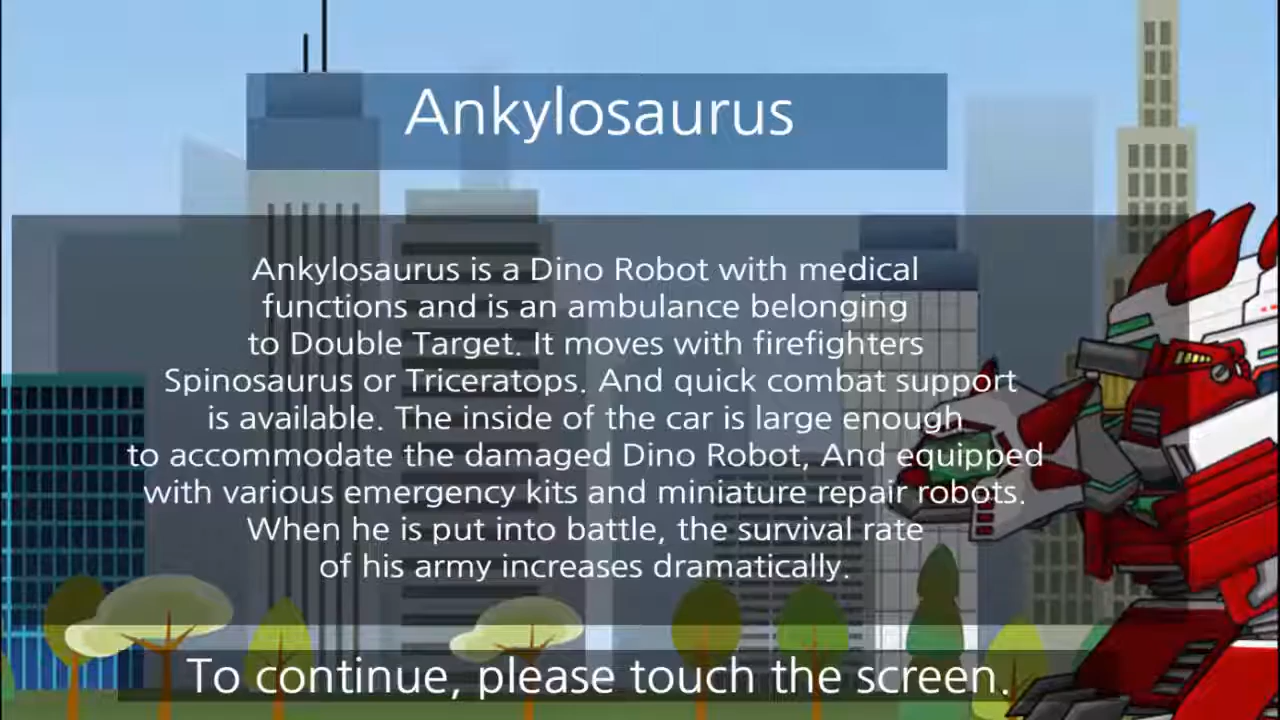 Ankylosaurus
Ankylosaurus is a Dino Robot with medical
functions and is an ambulance belonging
to Double Target. It moves with firefighters
Spinosaurus or Triceratops. And quick combat support
is available. The inside of the car is large enough
to accommodate the damaged Dino Robot, And equipped
with various emergency kits and miniature repair robots.
When he is put into battle, the survival rate
of his army increases dramatically.
To continue, please touch the screen.